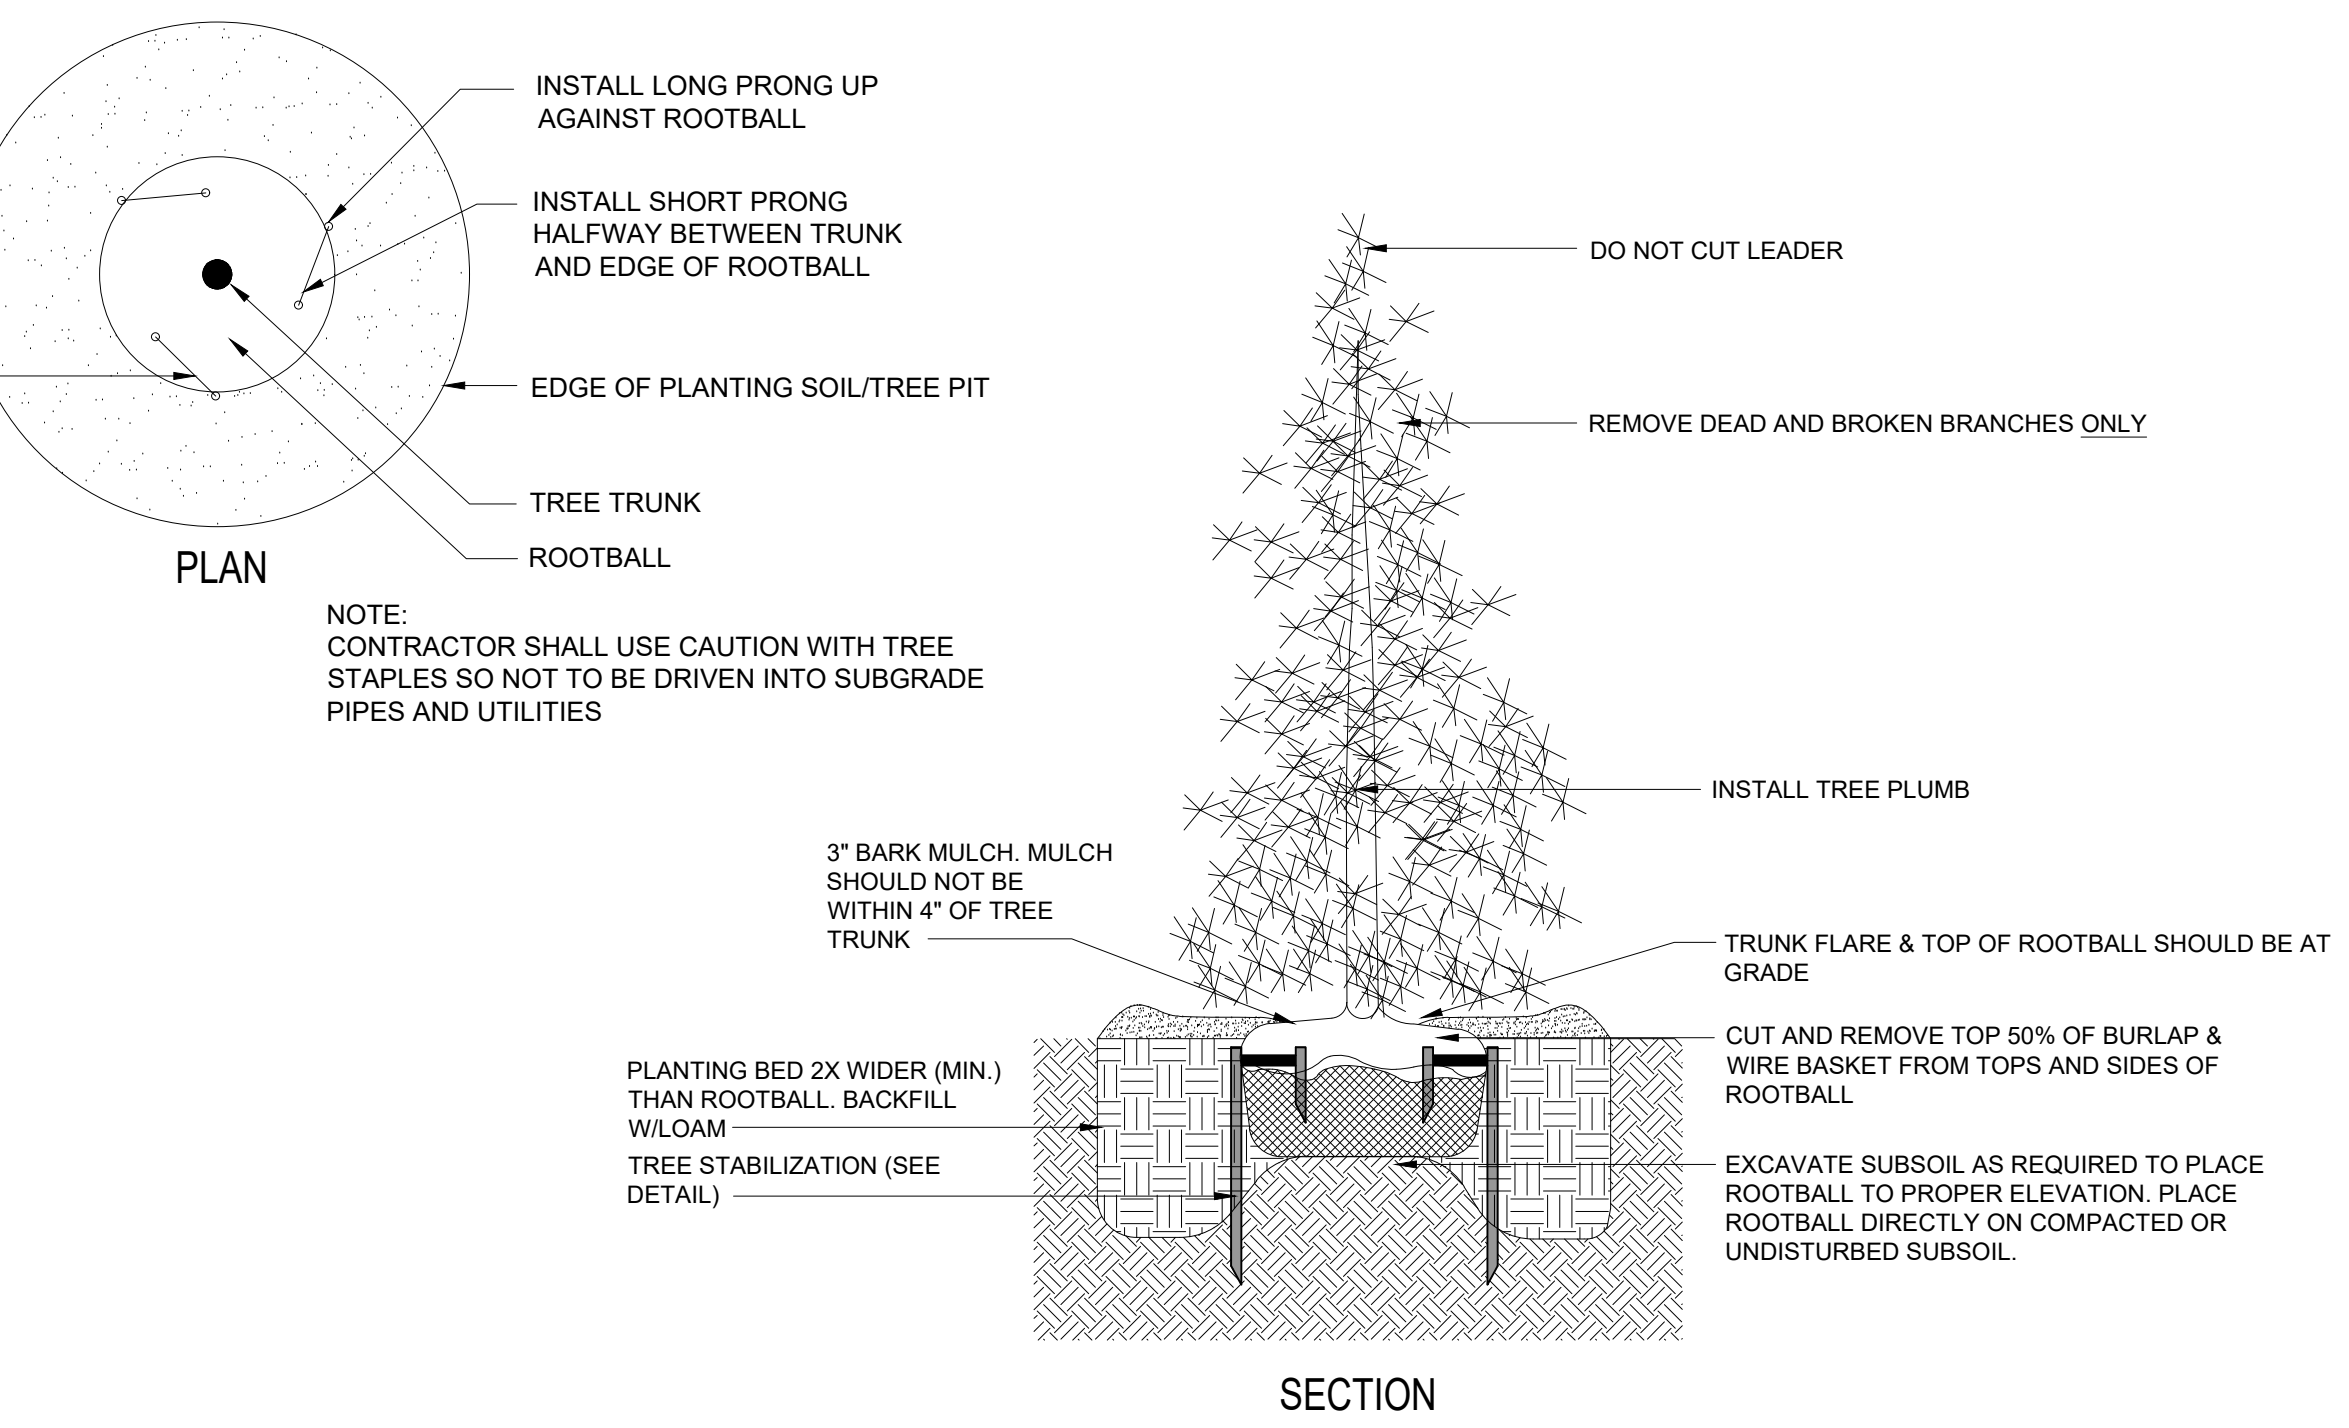 INSTALL LONG PRONG UP
AGAINST ROOTBALL
INSTALL SHORT PRONG
HALFWAY BETWEEN TRUNK
AND EDGE OF ROOTBALL
EDGE OF PLANTING SOIL/TREE PIT
TREE TRUNK
ROOTBALL
PLAN
NOTE:
CONTRACTOR SHALL USE CAUTION WITH TREE
STAPLES SO NOT TO BE DRIVEN INTO SUBGRADE
PIPES AND UTILITIES
DO NOT CUT LEADER
REMOVE DEAD AND BROKEN BRANCHES ONLY
INSTALL TREE PLUMB
3" BARK MULCH. MULCH
SHOULD NOT BE
WITHIN 4" OF TREE
TRUNK
TRUNK FLARE & TOP OF ROOTBALL SHOULD BE AT
GRADE
CUT AND REMOVE TOP 50% OF BURLAP &
WIRE BASKET FROM TOPS AND SIDES OF
ROOTBALL
PLANTING BED 2X WIDER (MIN.)
THAN ROOTBALL. BACKFILL
W/LOAM
TREE STABILIZATION (SEE
DETAIL)
EXCAVATE SUBSOIL AS REQUIRED TO PLACE
ROOTBALL TO PROPER ELEVATION. PLACE
ROOTBALL DIRECTLY ON COMPACTED OR
UNDISTURBED SUBSOIL.
SECTION